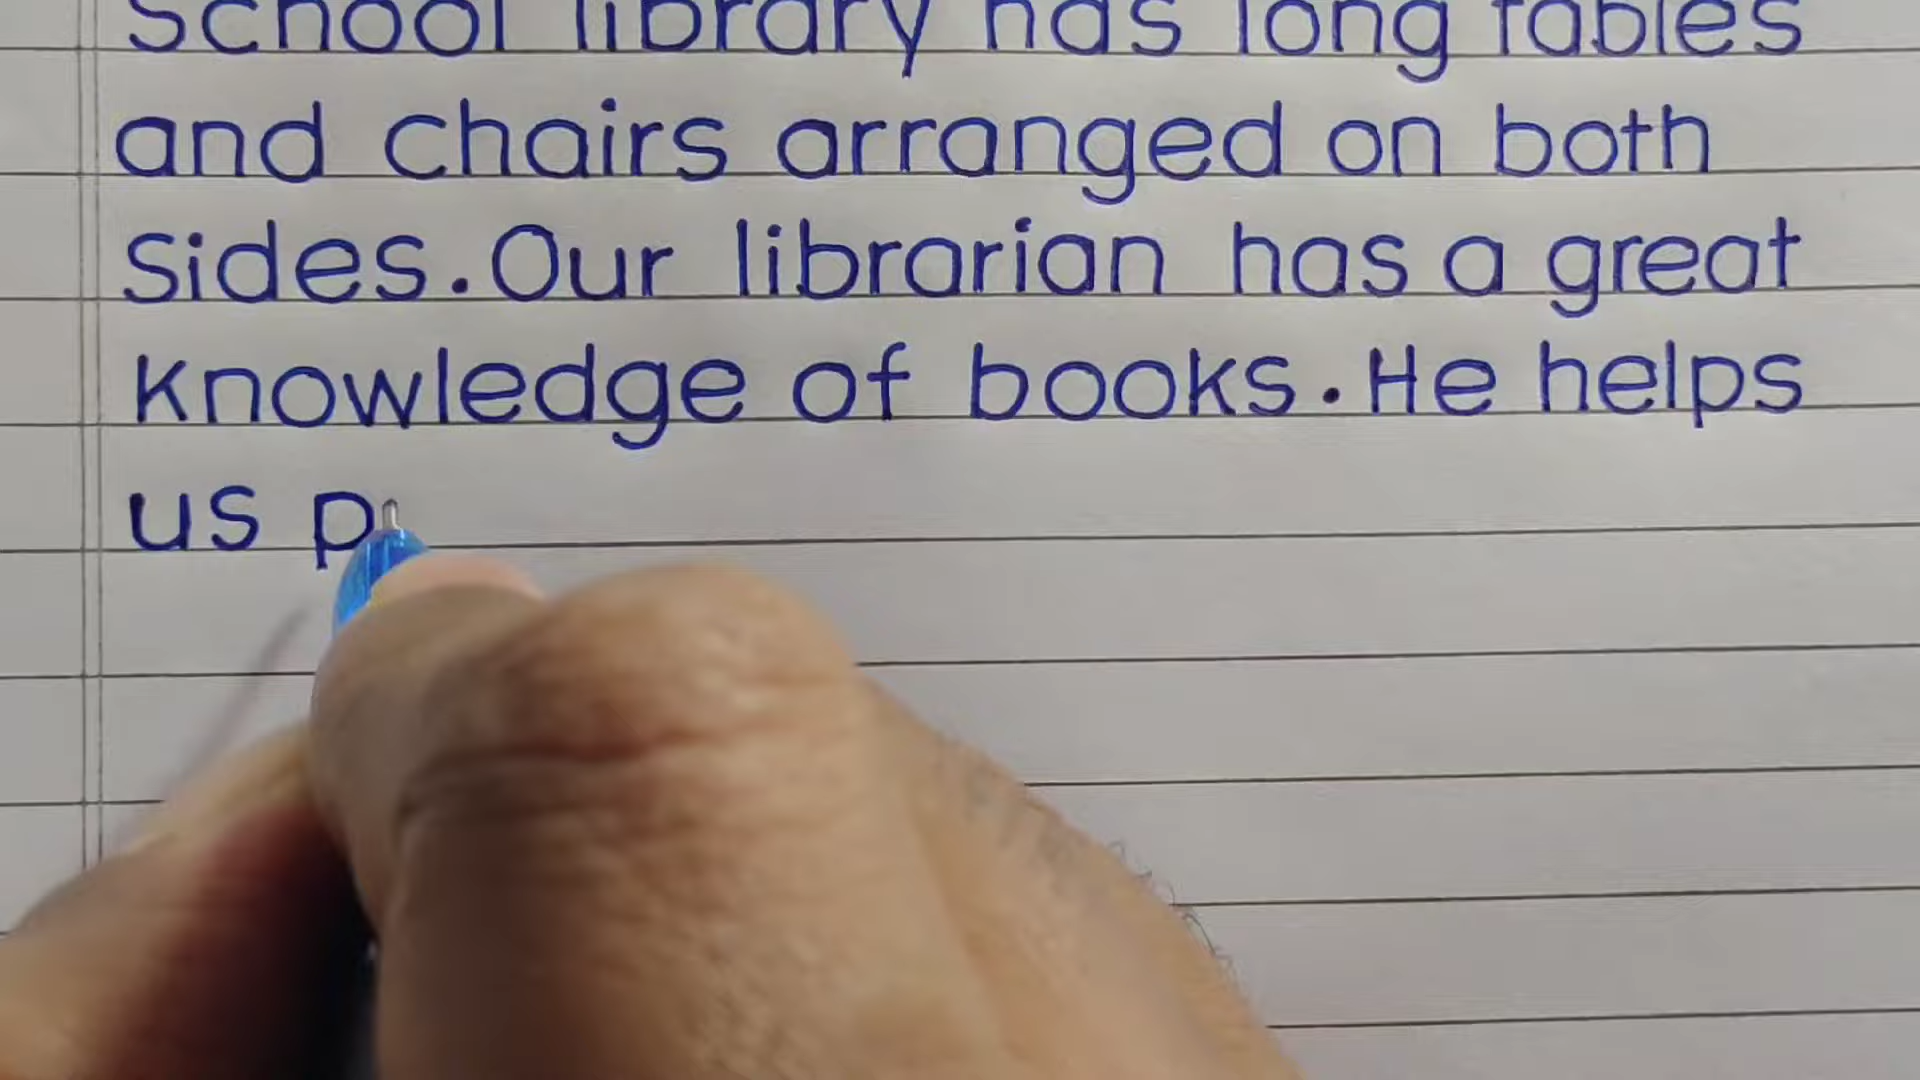 School library has long tables
and chairs arranged on both
sides. Our librarian has a great
knowledge of books. He helps
us p